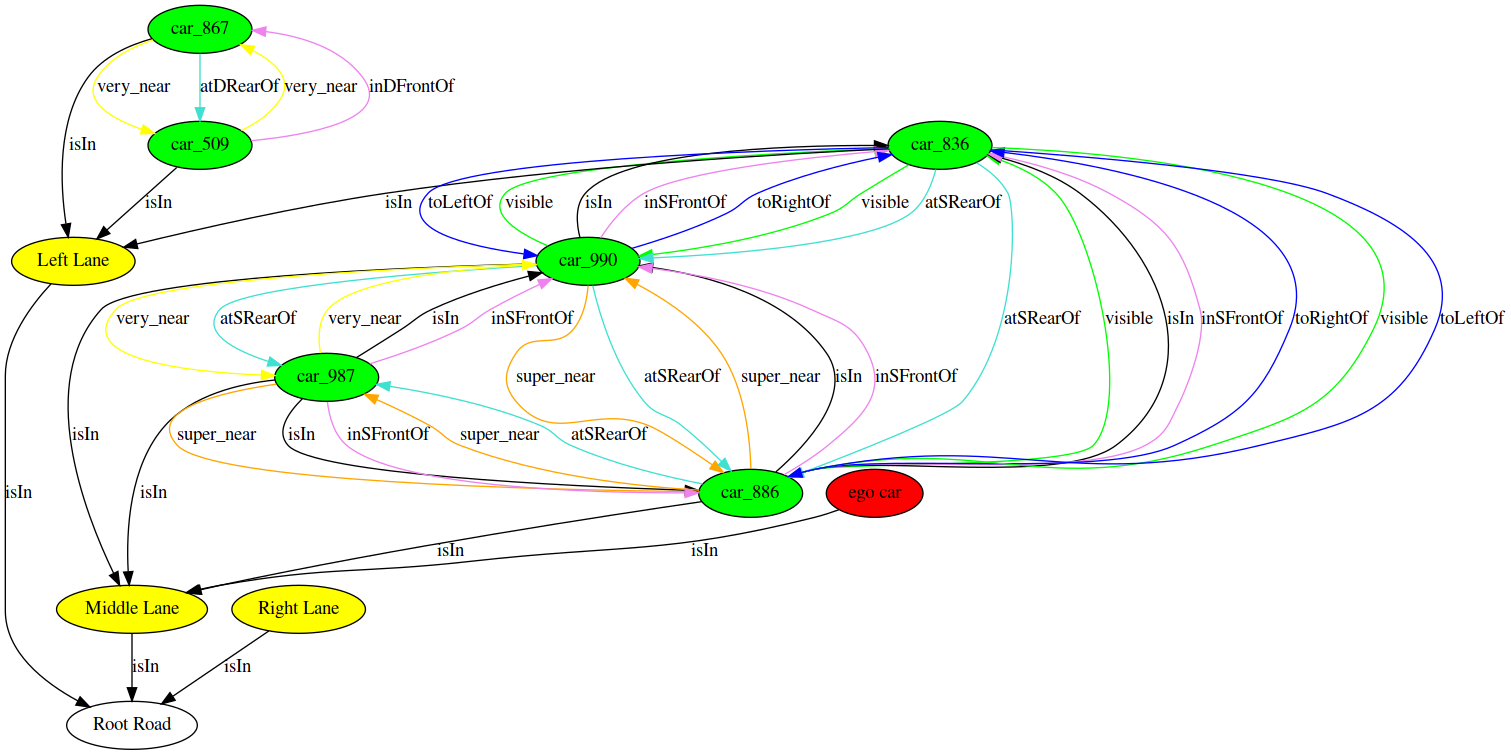 car_867
very_near atDRearOf very_near inDFrontOf
isIn car_509 car_836
isIn isIn toLeftOf visible isIn inSFrontOf toRightOf visible atSRearOf
Left Lane car_990
very_near atSRearOf very_near isIn inSFrontOf atSRearOf visible isIn inSFrontOf toRightOf visible toLeftOf
car_987 super_near atSRearOf super_near isIn inSFrontOf
isIn super_near isIn inSFrontOf super_near atSRearOf
isIn isIn car_886 ego car
isIn isIn
Middle Lane Right Lane
isIn isIn
Root Road